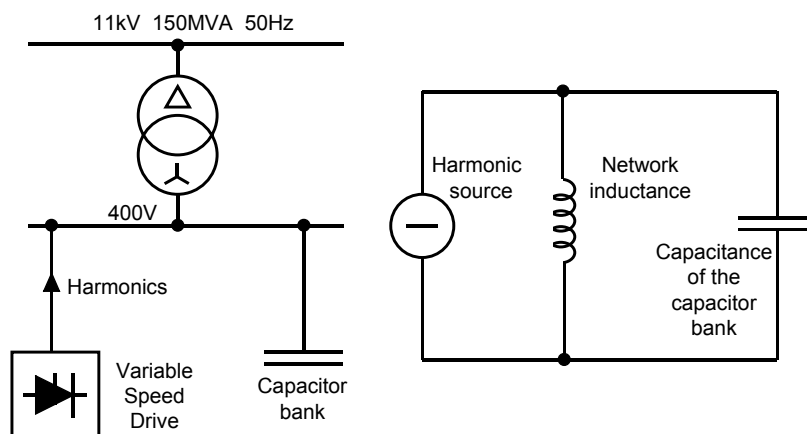 11kV 150MVA 50Hz
400V
Harmonics
Variable
Speed
Drive
Capacitor
bank
Harmonic
source
Network
inductance
Capacitance
of the
capacitor
bank